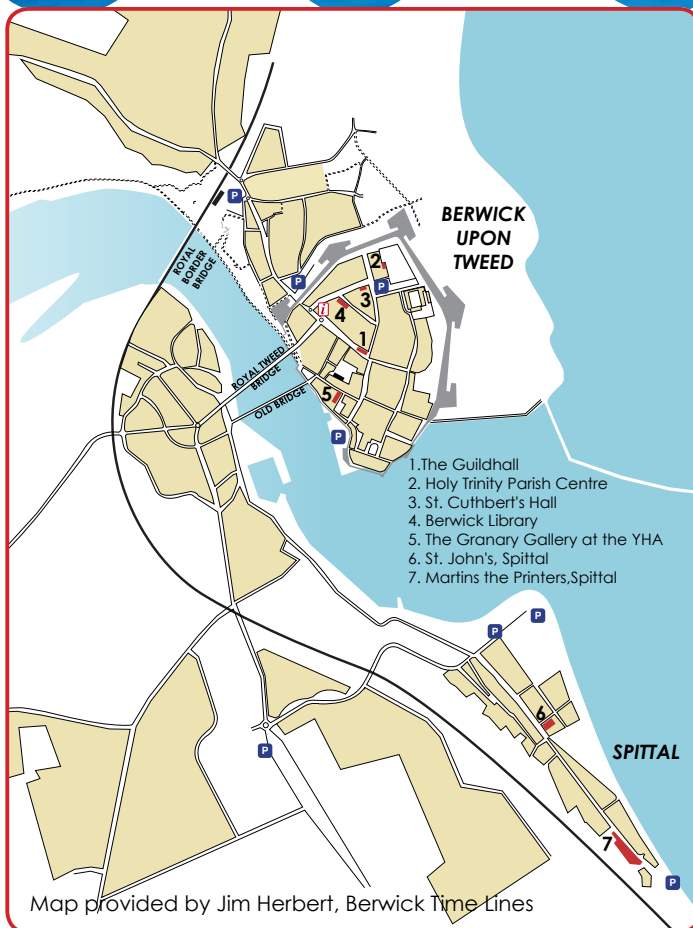 BERWICK
UPON
TWEED
P
ROYAL
BORDER
BRIDGE
P
2
P
3
i
4
1
ROYAL TWEED
BRIDGE
OLD BRIDGE
5
P
1.The Guildhall
2. Holy Trinity Parish Centre
3. St. Cuthbert's Hall
4. Berwick Library
5. The Granary Gallery at the YHA
6. St. John's, Spittal
7. Martins the Printers,Spittal
P
P
6
P
SPITTAL
7
P
Map provided by Jim Herbert, Berwick Time Lines